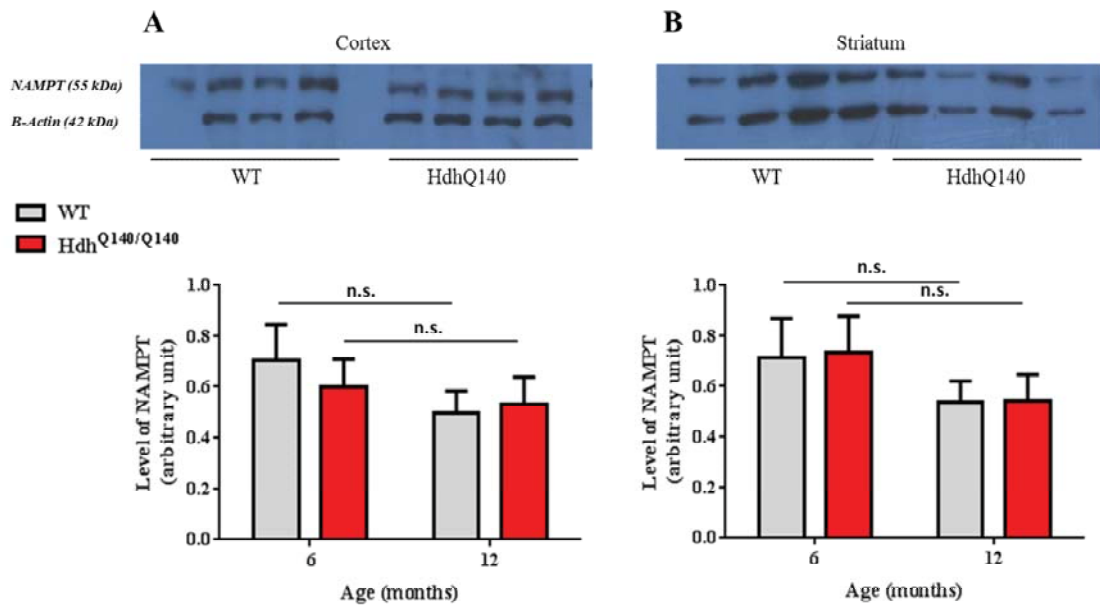 A
Cortex
NAMPT (55 kDa)
B-Actin (42 kDa)
WT
HdhQ140
B
Striatum
WT
HdhQ140
WT
Hdh Q140/Q140
Level of NAMPT
(arbitrary unit)
1.0
0.8
0.6
0.4
0.2
0.0
n.s.
n.s.
6
12
Age (months)
Level of NAMPT
(arbitrary unit)
1.0
0.8
0.6
0.4
0.2
0.0
n.s.
n.s.
6
12
Age (months)